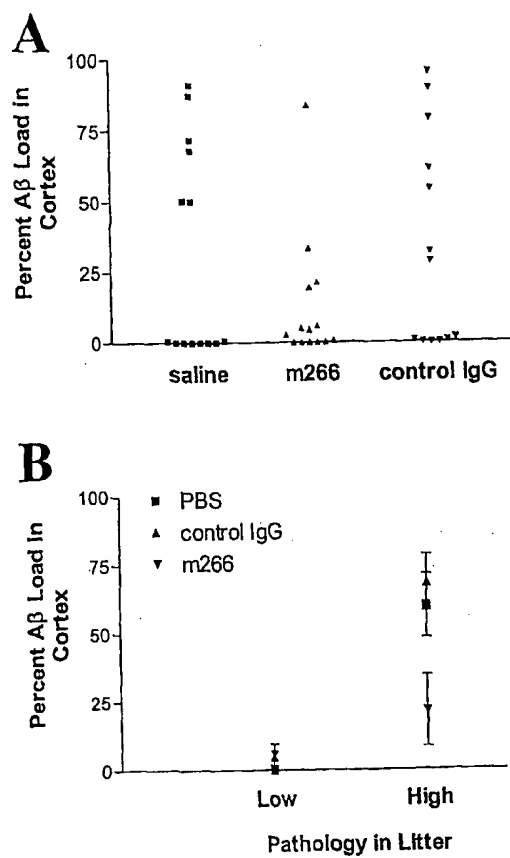 A
Percent Aβ Load in
Cortex
100
75
50
25
0
saline m266 control IgG
B
Percent Aβ Load in
Cortex
100
75
50
25
0
PBS
control IgG
m266
Low High
Pathology in Litter